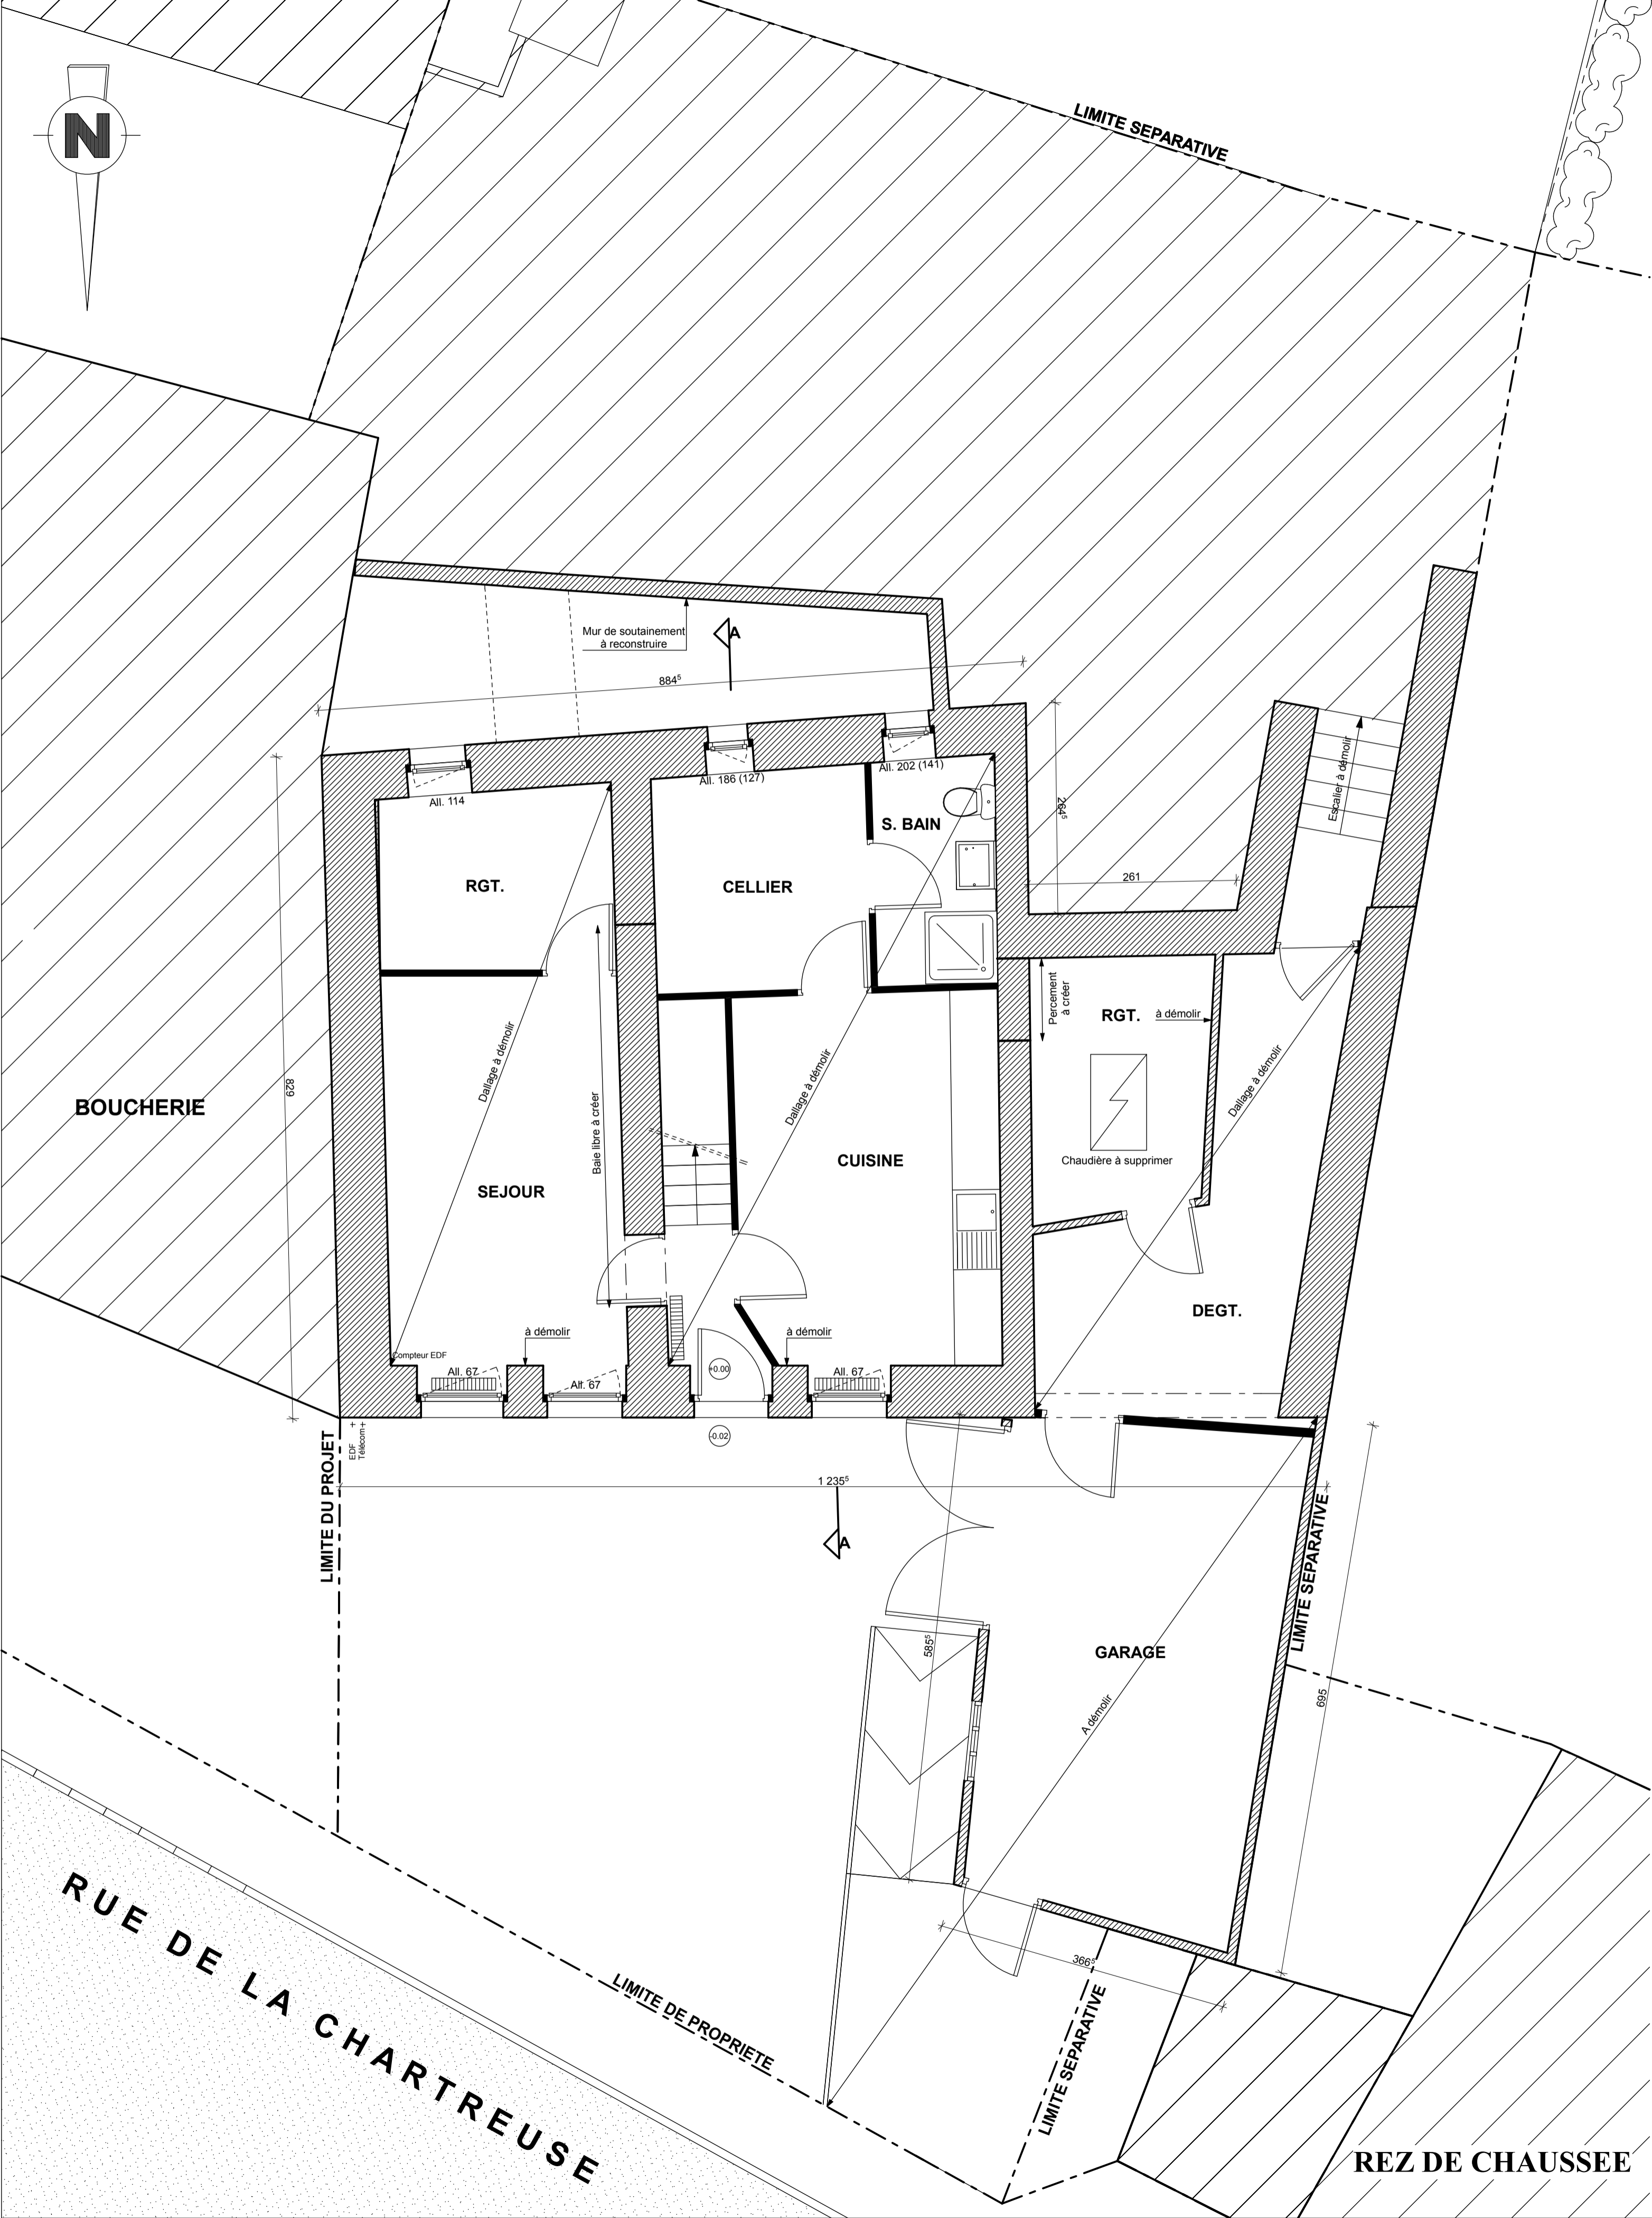 N
LIMITE SEPARATIVE
Mur de soutainement
à reconstruire
A
884⁵
All. 114
All. 186 (127)
All. 202 (141)
S. BAIN
RGT.
CELLIER
264⁵
261
Escalier à démolir
Percement
à créer
RGT.
à démolir
Dallage à démolir
Dallage à démolir
Dallage à démolir
Baie libre à créer
829
BOUCHERIE
SEJOUR
CUISINE
Chaudière à supprimer
DEGT.
à démolir
à démolir
Compteur EDF
All. 67
All. 67
All. 67
+0.00
-0.02
EDF
Télécom
LIMITE DU PROJET
1 235⁵
A
LIMITE SEPARATIVE
585⁵
GARAGE
A démolir
695
366⁵
LIMITE DE PROPRIETE
LIMITE SEPARATIVE
RUE DE LA CHARTREUSE
REZ DE CHAUSSEE